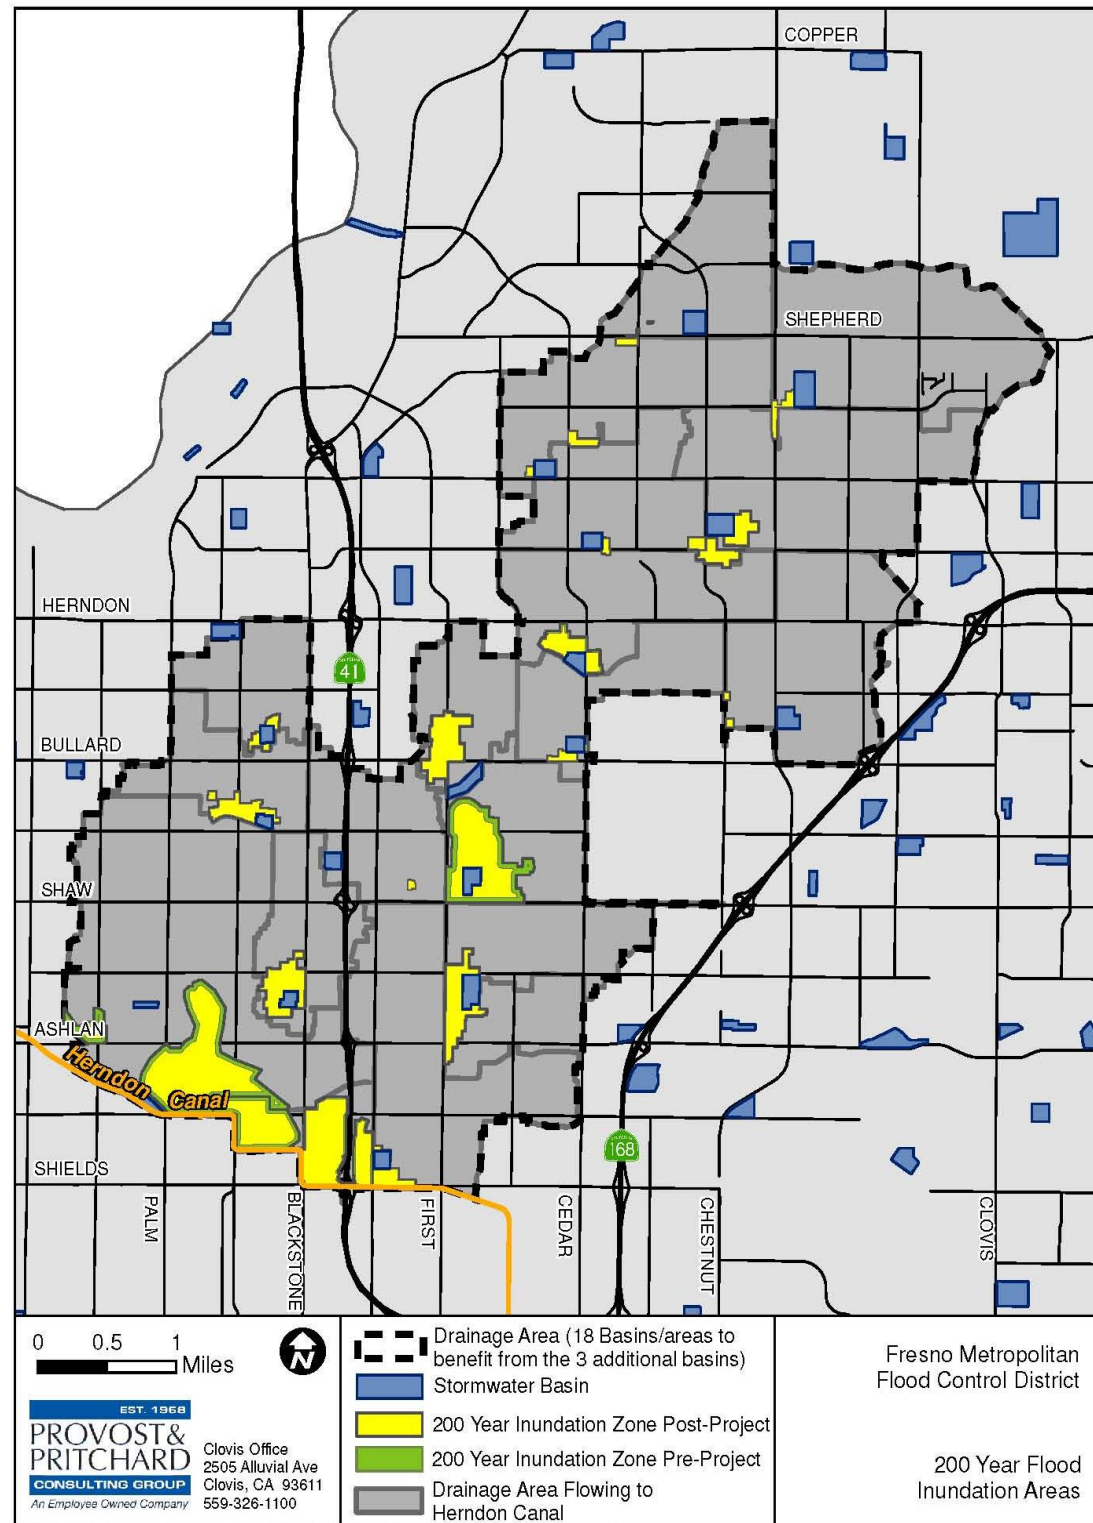 COPPER
SHEPHERD
HERNDON
41
BULLARD
SHAW
ASHLAN
Herndon Canal
168
SHIELDS
PALM
BLACKSTONE
FIRST
CEDAR
CHESTNUT
CLOVIS
0 0.5 1
Miles
N
EST. 1968
PROVOST&
PRITCHARD
CONSULTING GROUP
An Employee Owned Company
Clovis Office
2505 Alluvial Ave
Clovis, CA 93611
559-326-1100
Drainage Area (18 Basins/areas to
benefit from the 3 additional basins)
Stormwater Basin
200 Year Inundation Zone Post-Project
200 Year Inundation Zone Pre-Project
Drainage Area Flowing to
Herndon Canal
Fresno Metropolitan
Flood Control District
200 Year Flood
Inundation Areas